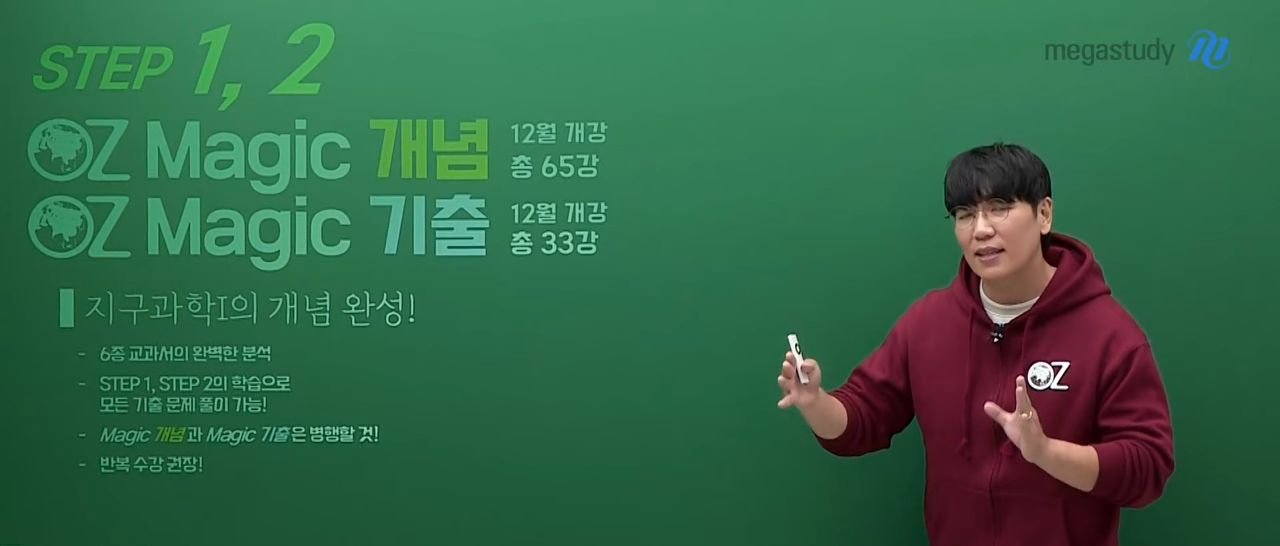 STEP 1, 2
megastudy
OZ Magic 개념 12월 개강 총 65강
OZ Magic 기출 12월 개강 총 33강
지구과학I의 개념 완성!
- 6종 교과서의 완벽한 분석
- STEP 1, STEP 2의 학습으로
모든 기출 문제 풀이 가능!
- Magic 개념과 Magic 기출은 병행할 것!
- 반복 수강 권장!
OZ